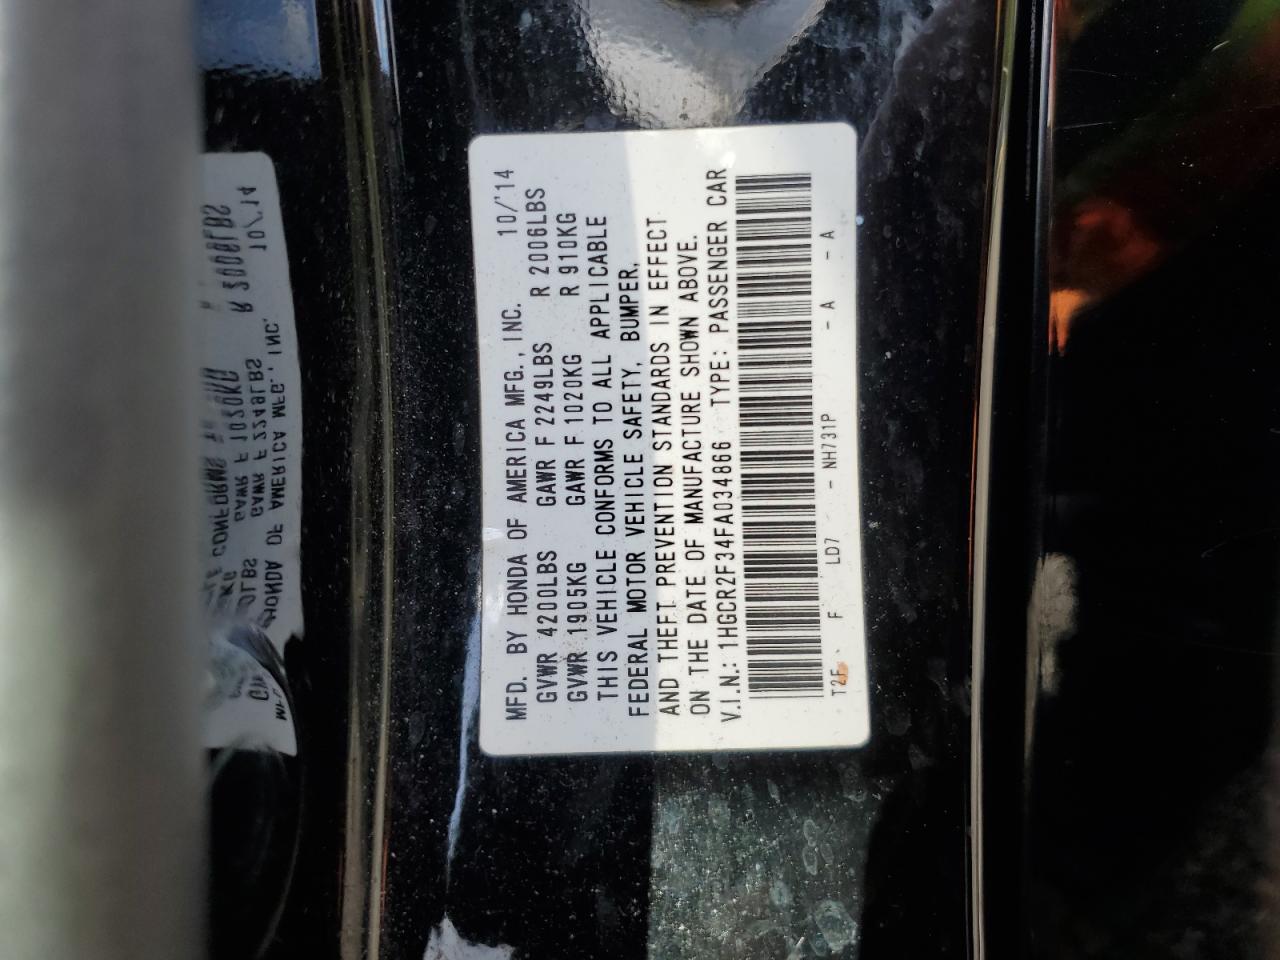 MFD. BY HONDA OF AMERICA MFG., INC. 10/'14
GVWR 4200LBS GAWR F 2249LBS R 2006LBS
GVWR 1905KG GAWR F 1020KG R 910KG
THIS VEHICLE CONFORMS TO ALL APPLICABLE
FEDERAL MOTOR VEHICLE SAFETY, BUMPER,
AND THEFT PREVENTION STANDARDS IN EFFECT
ON THE DATE OF MANUFACTURE SHOWN ABOVE.
V.I.N.: 1HGCR2F34FA034866 TYPE: PASSENGER CAR
F LD7 - NH731P - A - A